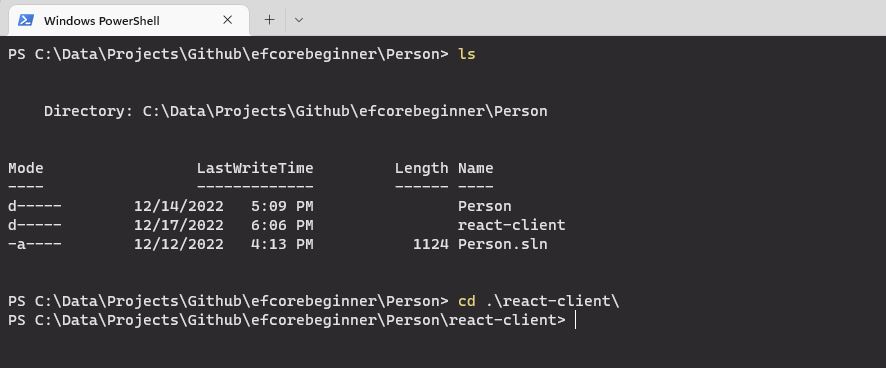 Windows PowerShell
PS C:\Data\Projects\Github\efcorebeginner\Person> ls
Directory: C:\Data\Projects\Github\efcorebeginner\Person
Mode                 LastWriteTime         Length Name
----                 -------------         ------ ----
d-----        12/14/2022   5:09 PM                Person
d-----        12/17/2022   6:06 PM                react-client
-a----        12/12/2022   4:13 PM           1124 Person.sln
PS C:\Data\Projects\Github\efcorebeginner\Person> cd .\react-client\
PS C:\Data\Projects\Github\efcorebeginner\Person\react-client>